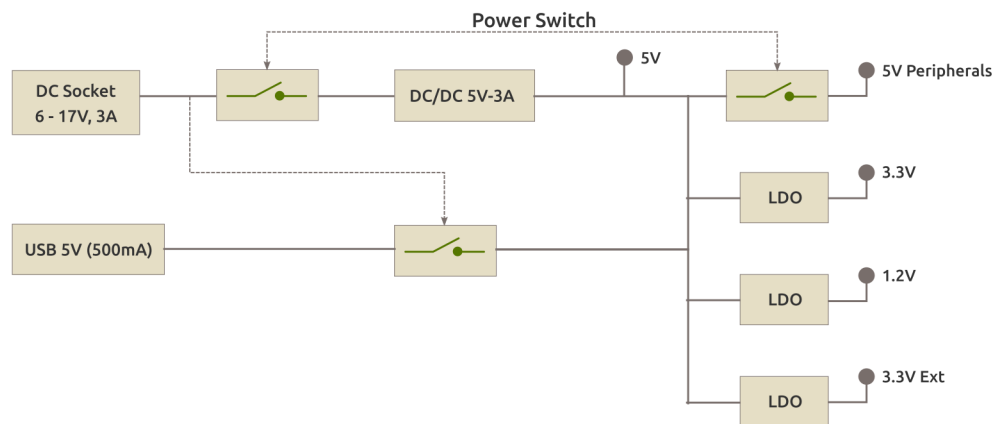 Power Switch
5V
5V Peripherals
DC Socket
6 - 17V, 3A
DC/DC 5V-3A
3.3V
LDO
USB 5V (500mA)
1.2V
LDO
3.3V Ext
LDO